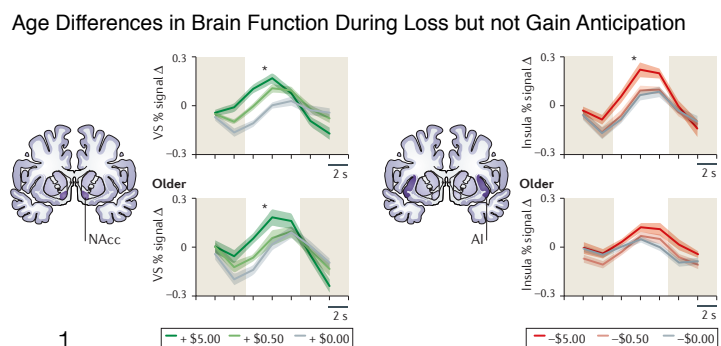 Age Differences in Brain Function During Loss but not Gain Anticipation
0.3
*
VS % signal Δ
0
–0.3
2 s
NAcc
Older
0.3
*
VS % signal Δ
0
–0.3
2 s
+ $5.00 + $0.50 + $0.00
0.3
*
Insula % signal Δ
0
–0.3
2 s
AI
Older
0.3
Insula % signal Δ
0
–0.3
2 s
–$5.00 –$0.50 –$0.00
1